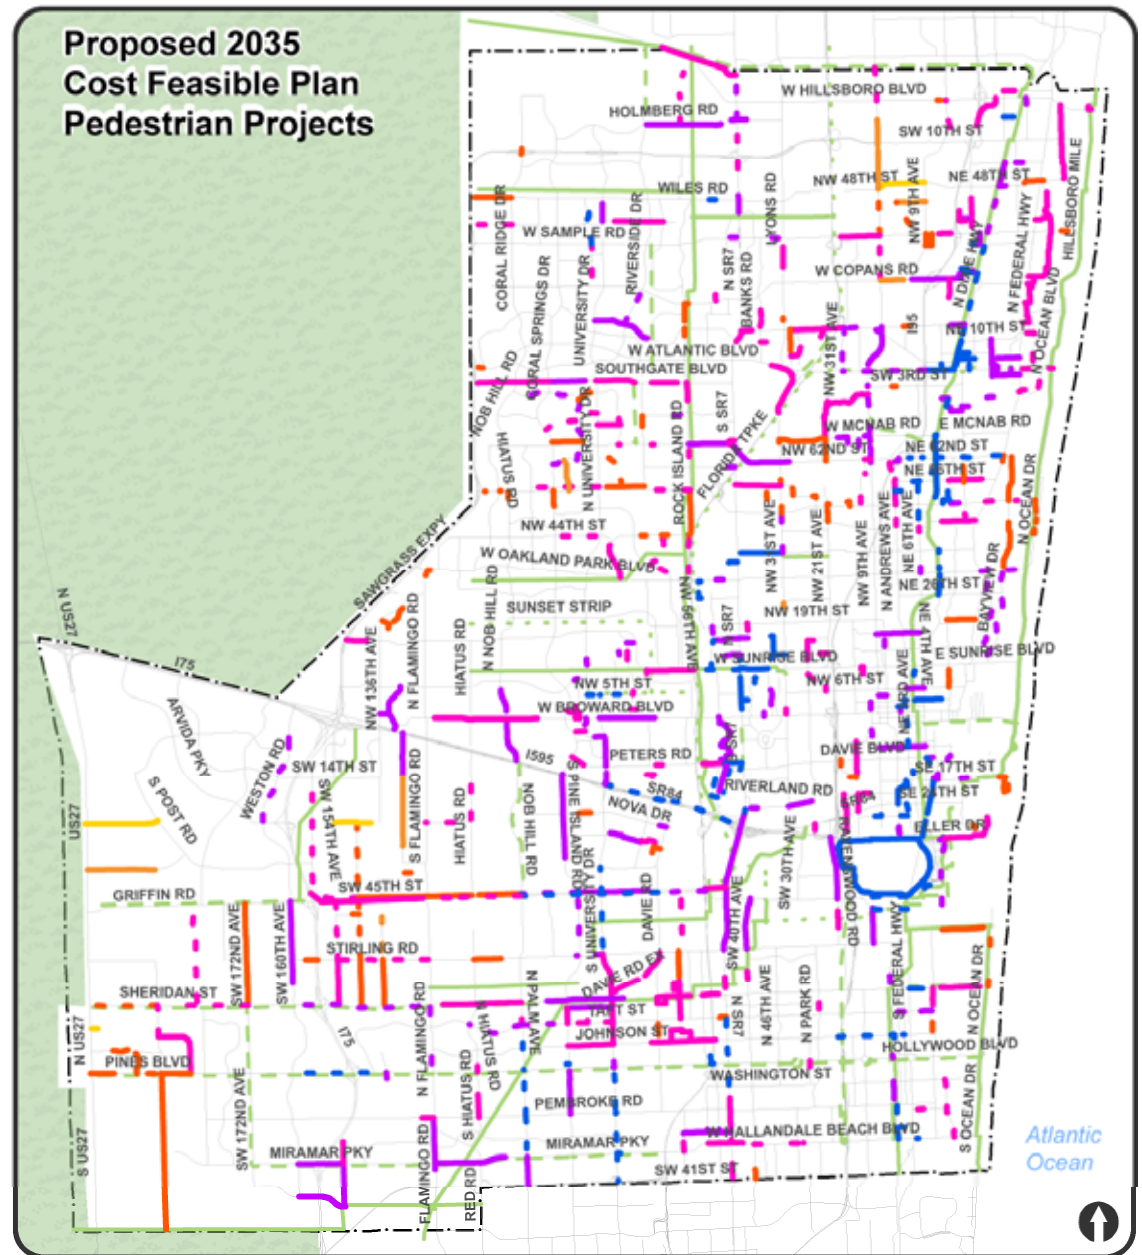 Proposed 2035
Cost Feasible Plan
Pedestrian Projects
W HILLSBORO BLVD
HOLMBERG RD
SW 10TH ST
HILLSBORO MILE
NW 48TH ST
NE 48TH ST
WILES RD
CORAL RIDGE DR
RIVERSIDE DR
LYONS RD
NW 9TH AVE
N FEDERAL HWY
W SAMPLE RD
CORAL SPRINGS DR
UNIVERSITY DR
N SR7
BANKS RD
W COPANS RD
N DIXIE HWY
N OCEAN BLVD
I95
NE 10TH ST
NW 31ST AVE
W ATLANTIC BLVD
SOUTHGATE BLVD
SW 3RD ST
NOB HILL RD
N UNIVERSITY DR
S SR7
W MCNAB RD
E MCNAB RD
HIATUS RD
ROCK ISLAND RD
FLORIDA TPKE
NW 62ND ST
NE 62ND ST
NE 56TH ST
N OCEAN DR
NW 44TH ST
NW 31ST AVE
NW 21ST AVE
NW 9TH AVE
N ANDREWS AVE
NE 6TH AVE
SAWGRASS EXPY
W OAKLAND PARK BLVD
BAYVIEW DR
NE 26TH ST
N US27
NW 136TH AVE
N FLAMINGO RD
HIATUS RD
N NOB HILL RD
SUNSET STRIP
NW 56TH AVE
N SR7
NW 19TH ST
NE 4TH AVE
I75
W SUNRISE BLVD
E SUNRISE BLVD
NW 5TH ST
NW 6TH ST
NE 3RD AVE
W BROWARD BLVD
ARVIDA PKY
WESTON RD
I595
PETERS RD
S SR7
DAVIE BLVD
SW 14TH ST
SE 17TH ST
S POST RD
SW 154TH AVE
S FLAMINGO RD
HIATUS RD
NOB HILL RD
S PINE ISLAND RD
SR84
NOVA DR
RIVERLAND RD
SR84
SE 24TH ST
US27
ELLER DR
SW 30TH AVE
RAVENSWOOD RD
GRIFFIN RD
SW 45TH ST
S UNIVERSITY DR
DAVIE RD
SW 40TH AVE
SW 172ND AVE
SW 160TH AVE
STIRLING RD
S FEDERAL HWY
N OCEAN DR
DAVIE RD EX
SHERIDAN ST
N FLAMINGO RD
N HIATUS RD
N PALM AVE
TAFT ST
JOHNSON ST
N SR7
N 46TH AVE
N PARK RD
N US27
I75
HOLLYWOOD BLVD
PINES BLVD
SW 172ND AVE
S HIATUS RD
WASHINGTON ST
S OCEAN DR
PEMBROKE RD
S US27
MIRAMAR PKY
FLAMINGO RD
RED RD
MIRAMAR PKY
W HALLANDALE BEACH BLVD
SW 41ST ST
Atlantic
Ocean